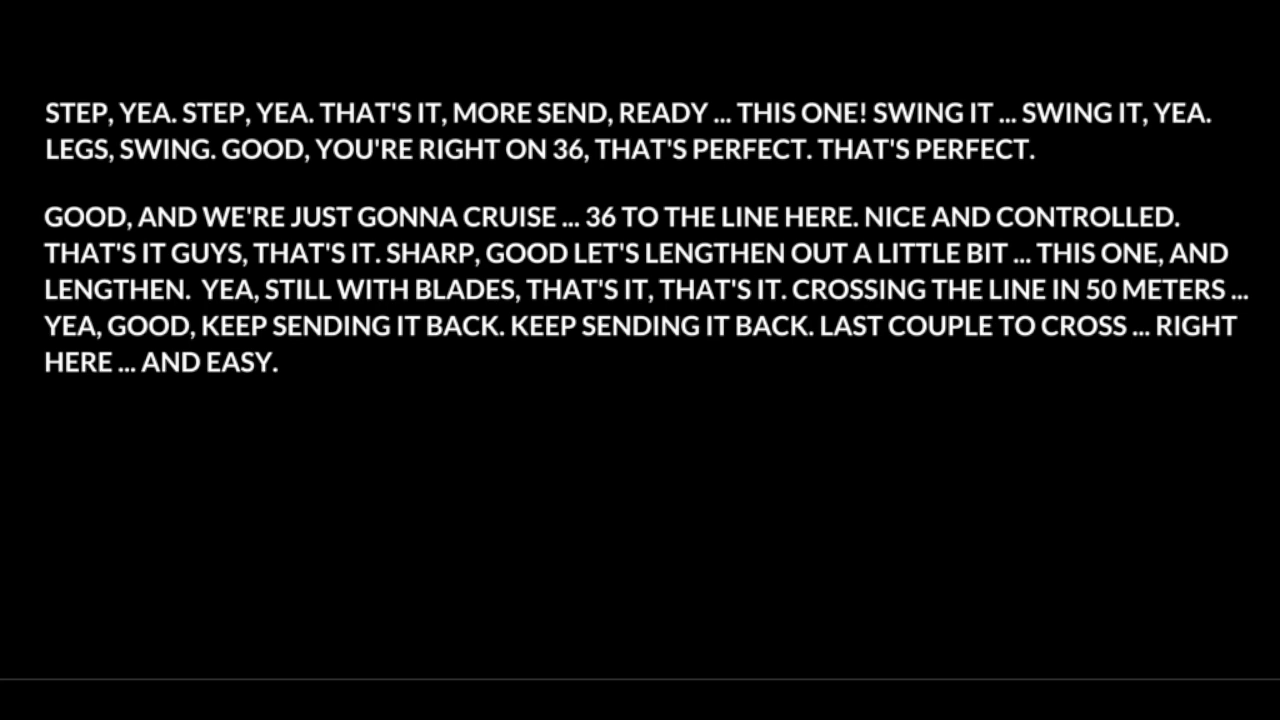 STEP, YEA. STEP, YEA. THAT'S IT, MORE SEND, READY ... THIS ONE! SWING IT ... SWING IT, YEA.
LEGS, SWING. GOOD, YOU'RE RIGHT ON 36, THAT'S PERFECT. THAT'S PERFECT.
GOOD, AND WE'RE JUST GONNA CRUISE ... 36 TO THE LINE HERE. NICE AND CONTROLLED.
THAT'S IT GUYS, THAT'S IT. SHARP, GOOD LET'S LENGTHEN OUT A LITTLE BIT ... THIS ONE, AND
LENGTHEN.  YEA, STILL WITH BLADES, THAT'S IT, THAT'S IT. CROSSING THE LINE IN 50 METERS ...
YEA, GOOD, KEEP SENDING IT BACK. KEEP SENDING IT BACK. LAST COUPLE TO CROSS ... RIGHT
HERE ... AND EASY.